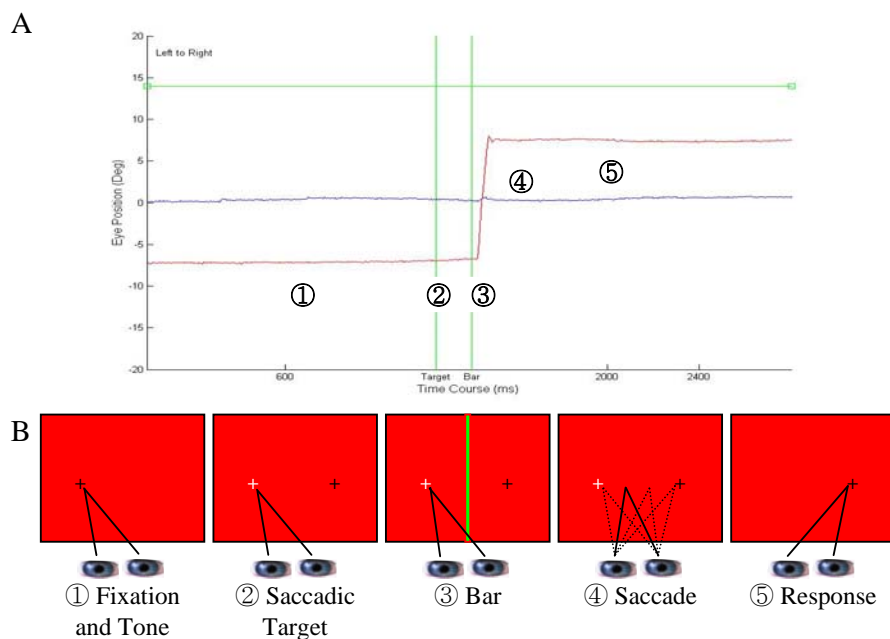 A
20
Left to Right
15
10
5
0
-5
-10
-15
-20
Eye Position (Deg)
①
②
③
④
⑤
600
Target
Bar
2000
2400
Time Course (ms)
B
① Fixation
and Tone
② Saccadic
Target
③ Bar
④ Saccade
⑤ Response